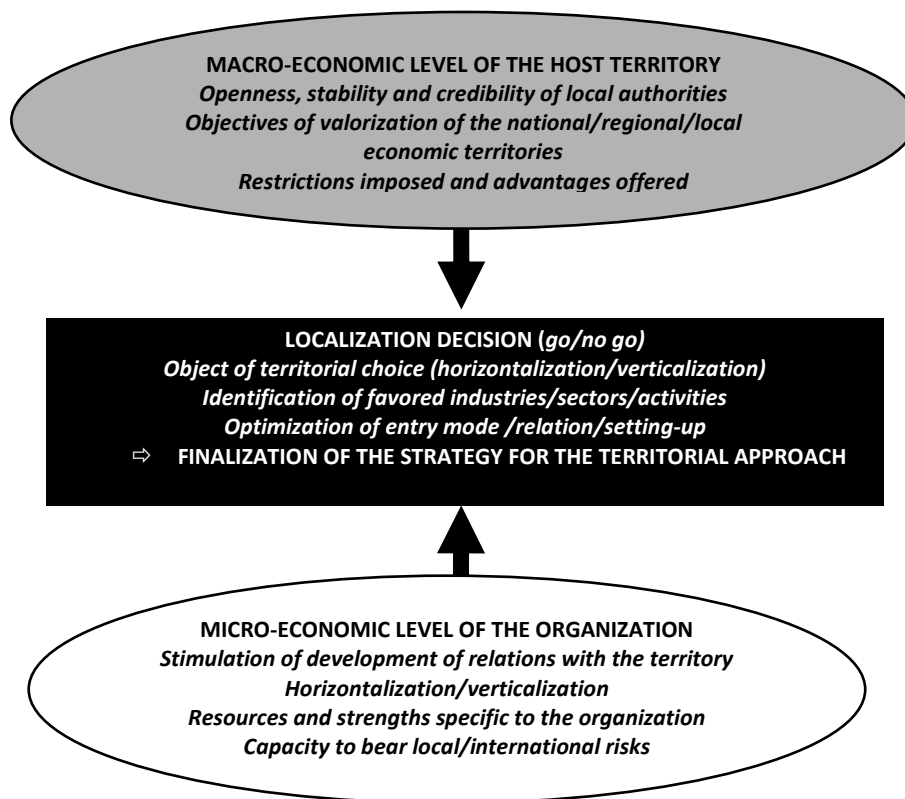 MACRO-ECONOMIC LEVEL OF THE HOST TERRITORY
Openness, stability and credibility of local authorities
Objectives of valorization of the national/regional/local
economic territories
Restrictions imposed and advantages offered
LOCALIZATION DECISION (go/no go)
Object of territorial choice (horizontalization/verticalization)
Identification of favored industries/sectors/activities
Optimization of entry mode /relation/setting-up
⇨ FINALIZATION OF THE STRATEGY FOR THE TERRITORIAL APPROACH
MICRO-ECONOMIC LEVEL OF THE ORGANIZATION
Stimulation of development of relations with the territory
Horizontalization/verticalization
Resources and strengths specific to the organization
Capacity to bear local/international risks